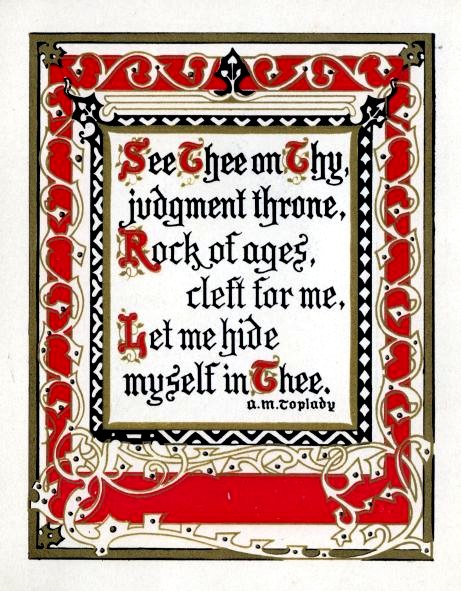 See Thee on Thy,
judgment throne,
Rock of ages,
cleft for me,
Let me hide
myself in Thee.
A. M. Toplady